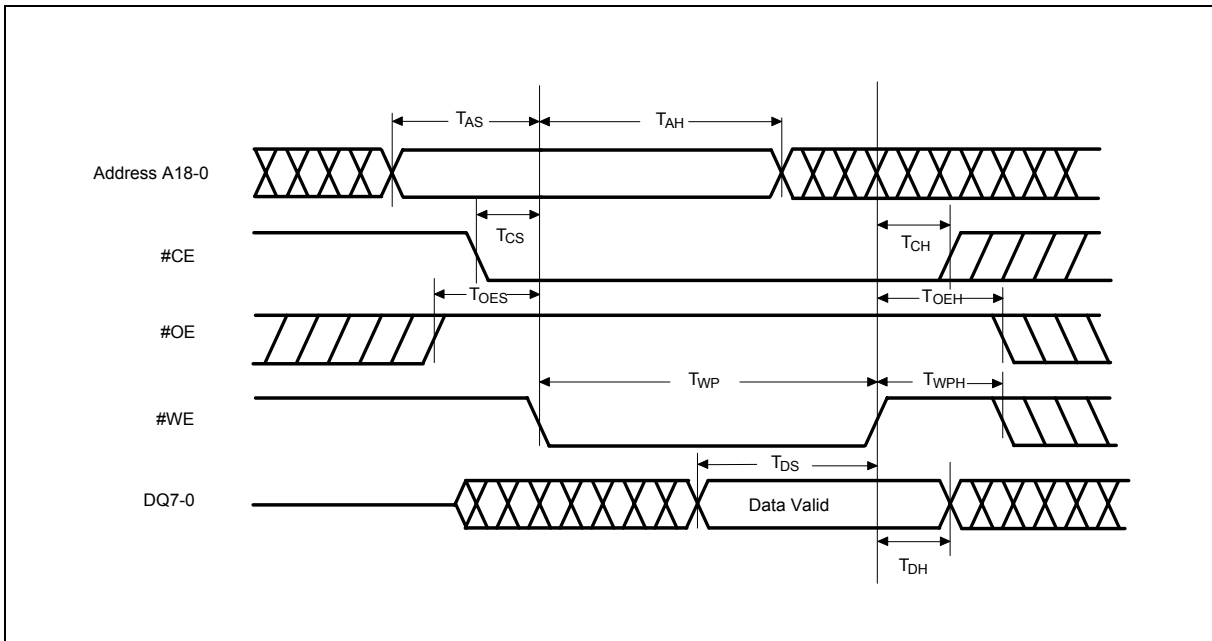 TAS
TAH
Address A18-0
TCS
TCH
#CE
TOES
TOEH
#OE
TWP
TWPH
#WE
TDS
DQ7-0
Data Valid
TDH